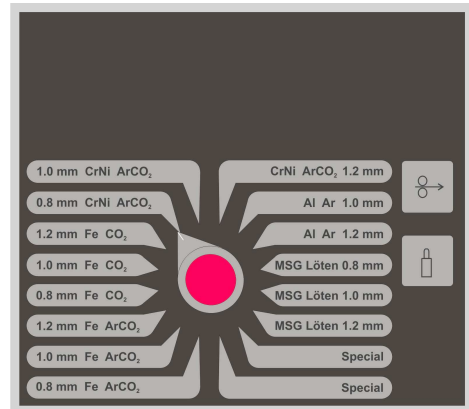 1.0 mm CrNi ArCO₂
0.8 mm CrNi ArCO₂
1.2 mm Fe CO₂
1.0 mm Fe CO₂
0.8 mm Fe CO₂
1.2 mm Fe ArCO₂
1.0 mm Fe ArCO₂
0.8 mm Fe ArCO₂
CrNi ArCO₂ 1.2 mm
Al Ar 1.0 mm
Al Ar 1.2 mm
MSG Löten 0.8 mm
MSG Löten 1.0 mm
MSG Löten 1.2 mm
Special
Special